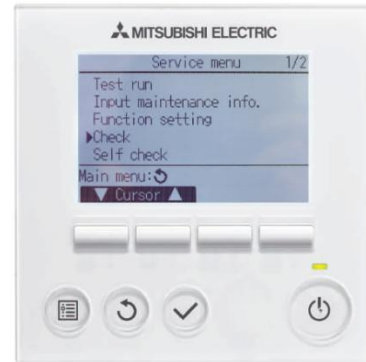 MITSUBISHI ELECTRIC
Service menu 1/2
Test run
Input maintenance info.
Function setting
▶Check
Self check
Main menu:
▼ Cursor ▲